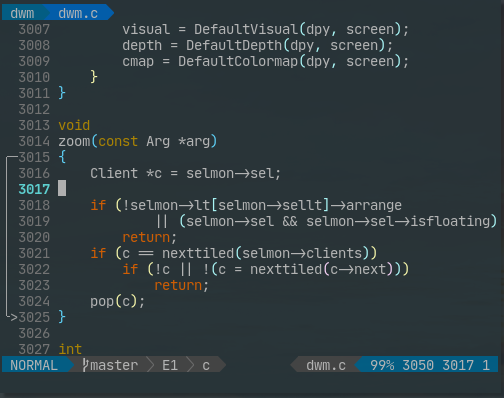 dwm dwm.c
3007 visual = DefaultVisual(dpy, screen);
3008 depth = DefaultDepth(dpy, screen);
3009 cmap = DefaultColormap(dpy, screen);
3010 }
3011 }
3012
3013 void
3014 zoom(const Arg *arg)
3015 {
3016 Client *c = selmon->sel;
3017
3018 if (!selmon->lt[selmon->sellt]->arrange
3019 || (selmon->sel && selmon->sel->isfloating)
3020 return;
3021 if (c == nexttiled(selmon->clients))
3022 if (!c || !(c = nexttiled(c->next)))
3023 return;
3024 pop(c);
3025 }
3026
3027 int
NORMAL master E1 c dwm.c 99% 3050 3017 1